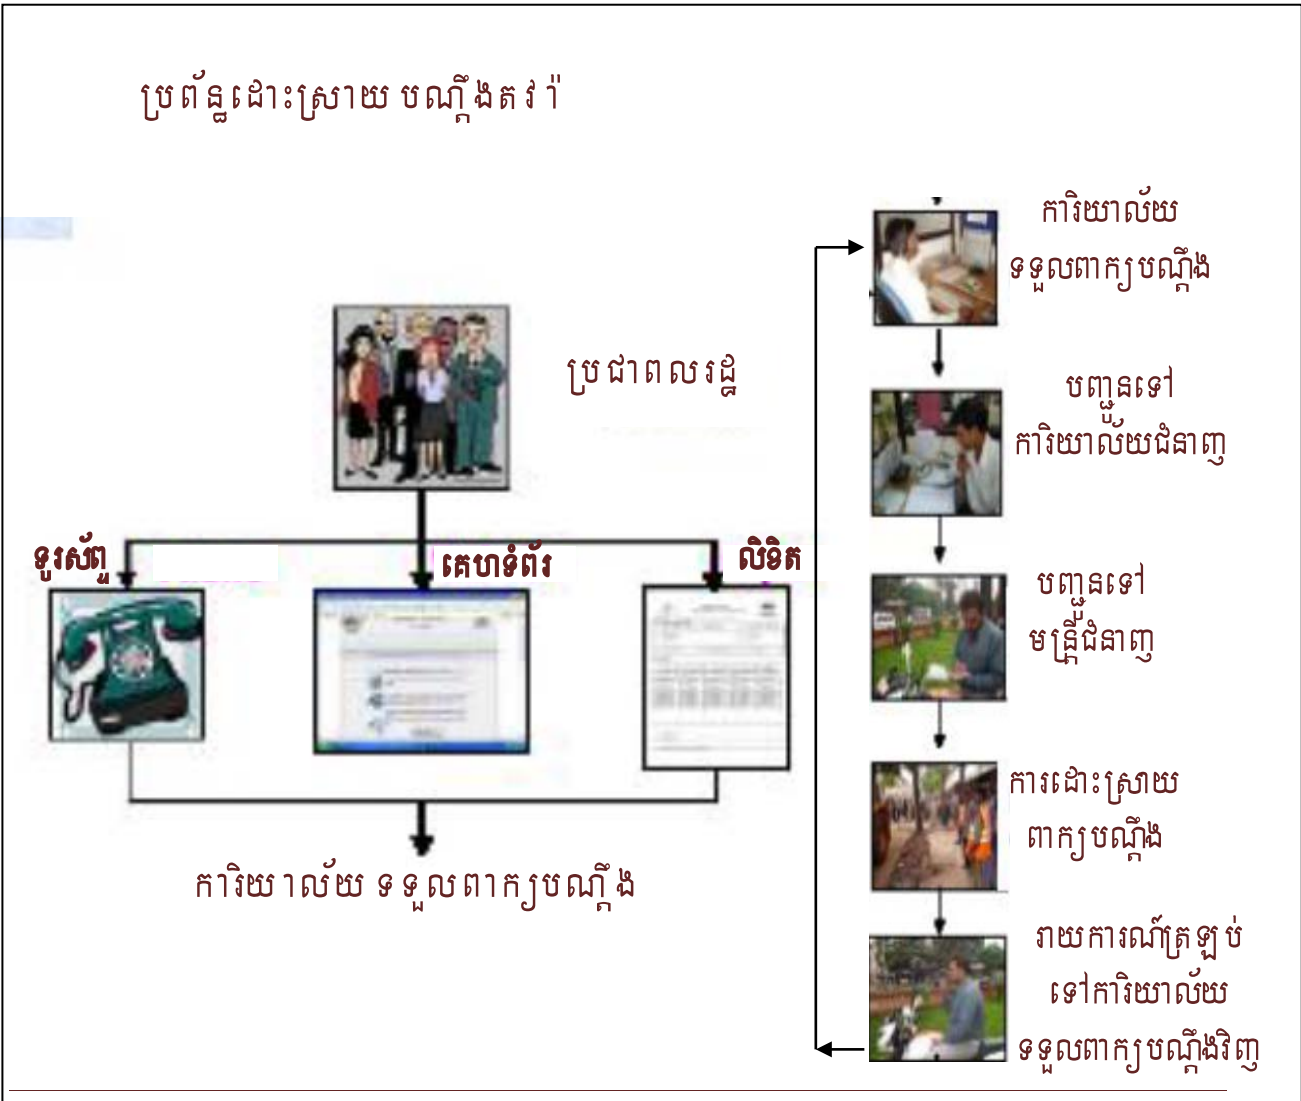 ប្រព័ន្ធដោះស្រាយ បណ្តឹងតវ៉ា
ប្រជាពលរដ្ឋ
ទូរស័ព្ទ
គេហទំព័រ
លិខិត
ការិយាល័យ ទទួលពាក្យបណ្តឹង
ការិយាល័យ
ទទួលពាក្យបណ្តឹង
បញ្ជូនទៅ
ការិយាល័យជំនាញ
បញ្ជូនទៅ
មន្ត្រីជំនាញ
ការដោះស្រាយ
ពាក្យបណ្តឹង
រាយការណ៍ត្រឡប់
ទៅការិយាល័យ
ទទួលពាក្យបណ្តឹងវិញ